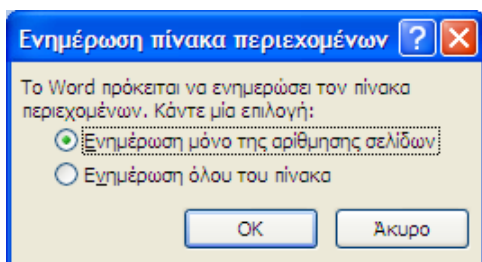 Ενημέρωση πίνακα περιεχομένων
Το Word πρόκειται να ενημερώσει τον πίνακα
περιεχομένων. Κάντε μία επιλογή:
Ενημέρωση μόνο της αρίθμησης σελίδων
Ενημέρωση όλου του πίνακα
OK Άκυρο